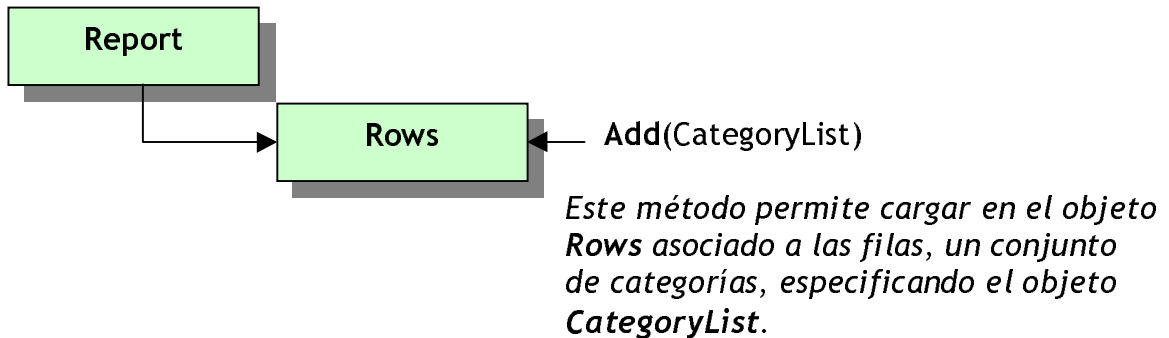 Report
Rows
Add(CategoryList)
Este método permite cargar en el objeto
Rows asociado a las filas, un conjunto
de categorías, especificando el objeto
CategoryList.